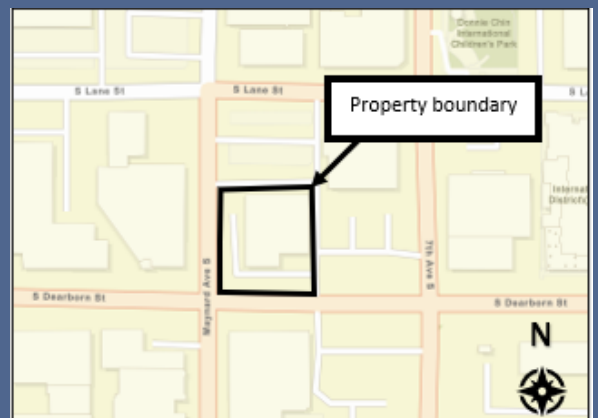 Donnie Chin
International
Children's Park
S Lane St
S Lane St
S L
Property boundary
Internat
District/
7th Ave S
Maynard Ave S
S Dearborn St
S Dearborn St
N